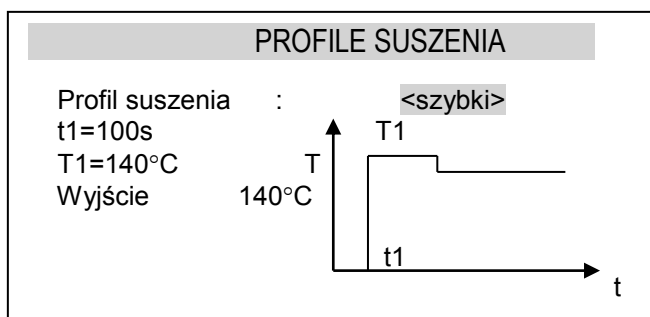 PROFILE SUSZENIA
Profil suszenia : <szybki>
t1=100s T1
T1=140°C T
Wyjście 140°C
t1
t